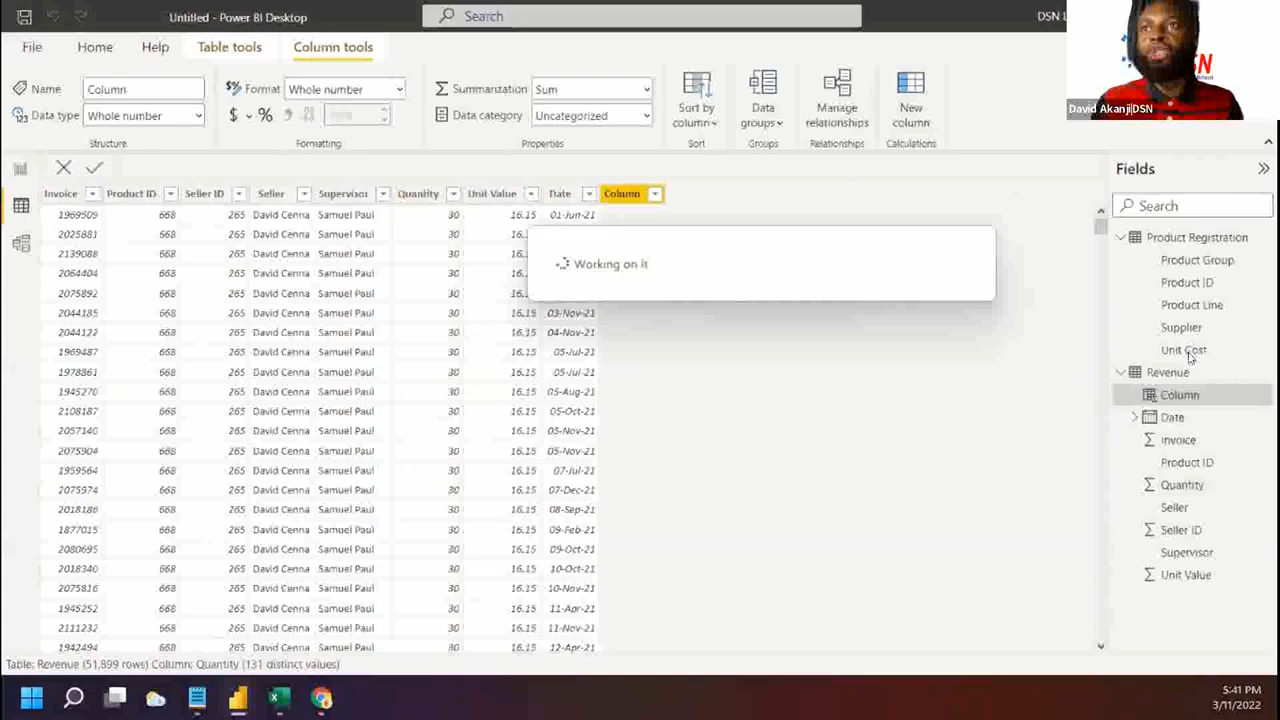 Untitled - Power BI Desktop
Search
DSN
File Home Help Table tools Column tools
Name Column
Data type Whole number
Structure
Format Whole number
$ % 9
Formatting
Summarization Sum
Data category Uncategorized
Properties
Sort by column
Sort
Data groups
Groups
Manage relationships
Relationships
New column
Calculations
SN
David Akanji|DSN
Invoice Product ID Seller ID Seller Supervisor Quantity Unit Value Date Column
1969509 668 265 David Cenna Samuel Paul 30 16.15 01-Jun-21
2025881 668 265 David Cenna Samuel Paul 30 16.
2139088 668 265 David Cenna Samuel Paul 30 16.
2064404 668 265 David Cenna Samuel Paul 30 16.
2075892 668 265 David Cenna Samuel Paul 30 16.
2044185 668 265 David Cenna Samuel Paul 30 16.15 03-Nov-21
2044122 668 265 David Cenna Samuel Paul 30 16.15 04-Nov-21
1969487 668 265 David Cenna Samuel Paul 30 16.15 05-Jul-21
1978861 668 265 David Cenna Samuel Paul 30 16.15 05-Jul-21
1945270 668 265 David Cenna Samuel Paul 30 16.15 05-Aug-21
2108187 668 265 David Cenna Samuel Paul 30 16.15 05-Oct-21
2057140 668 265 David Cenna Samuel Paul 30 16.15 05-Nov-21
2075904 668 265 David Cenna Samuel Paul 30 16.15 05-Nov-21
1959564 668 265 David Cenna Samuel Paul 30 16.15 07-Jul-21
2075974 668 265 David Cenna Samuel Paul 30 16.15 07-Dec-21
2018186 668 265 David Cenna Samuel Paul 30 16.15 08-Sep-21
1877015 668 265 David Cenna Samuel Paul 30 16.15 09-Feb-21
2080695 668 265 David Cenna Samuel Paul 30 16.15 09-Oct-21
2018340 668 265 David Cenna Samuel Paul 30 16.15 10-Oct-21
2075816 668 265 David Cenna Samuel Paul 30 16.15 10-Nov-21
1945252 668 265 David Cenna Samuel Paul 30 16.15 11-Apr-21
2111232 668 265 David Cenna Samuel Paul 30 16.15 11-Nov-21
1942494 668 265 David Cenna Samuel Paul 30 16.15 12-Apr-21
Working on it
Fields
Search
Product Registration
Product Group
Product ID
Product Line
Supplier
Unit Cost
Revenue
Column
Date
Invoice
Product ID
Quantity
Seller
Seller ID
Supervisor
Unit Value
Table: Revenue (51,899 rows) Column: Quantity (131 distinct values)
5:41 PM
3/11/2022